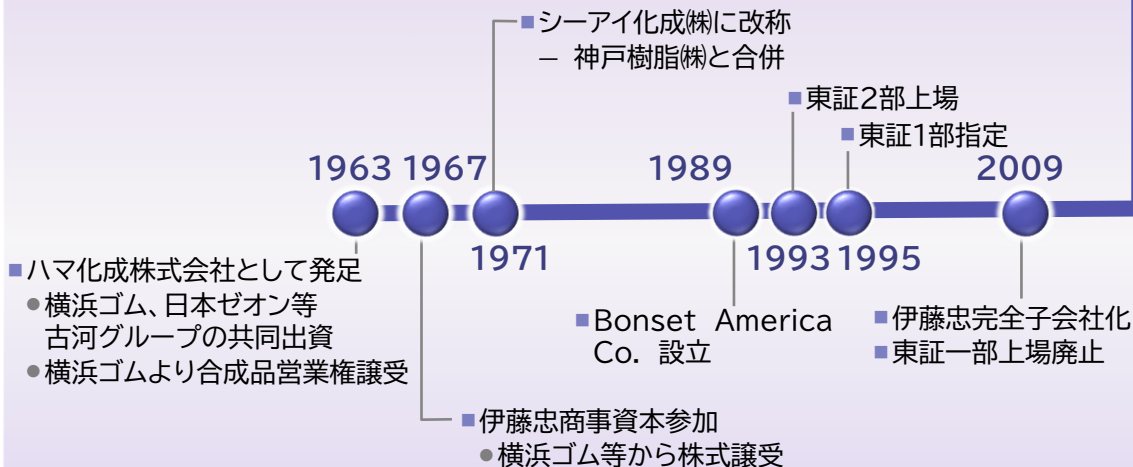 ■シーアイ化成㈱に改称
－ 神戸樹脂㈱と合併
■東証2部上場
■東証1部指定
1963 1967 1989 2009
1971 1993 1995
■ハマ化成株式会社として発足
●横浜ゴム、日本ゼオン等
古河グループの共同出資
●横浜ゴムより合成品営業権譲受
■Bonset America
Co. 設立
■伊藤忠完全子会社化
■東証一部上場廃止
■伊藤忠商事資本参加
●横浜ゴム等から株式譲受